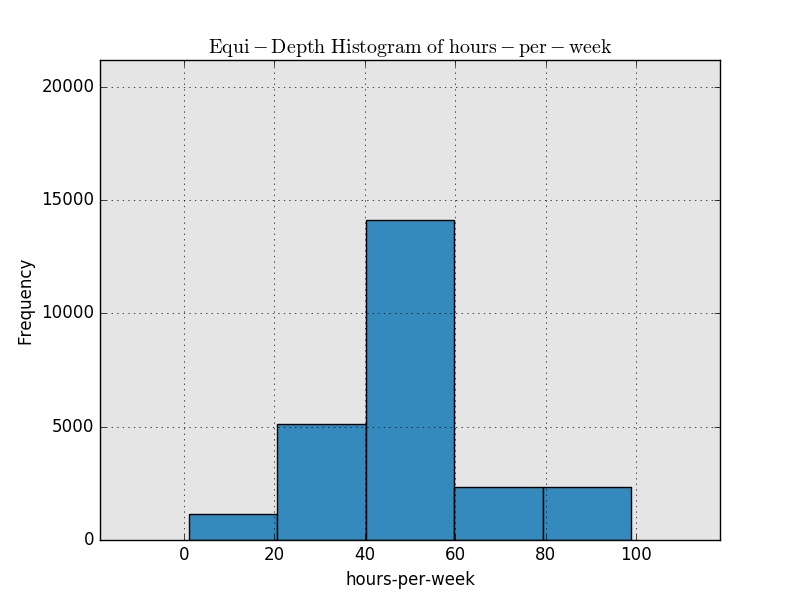 Equi − Depth Histogram of hours − per − week
20000
15000
10000
5000
0
Frequency
0 20 40 60 80 100
hours-per-week